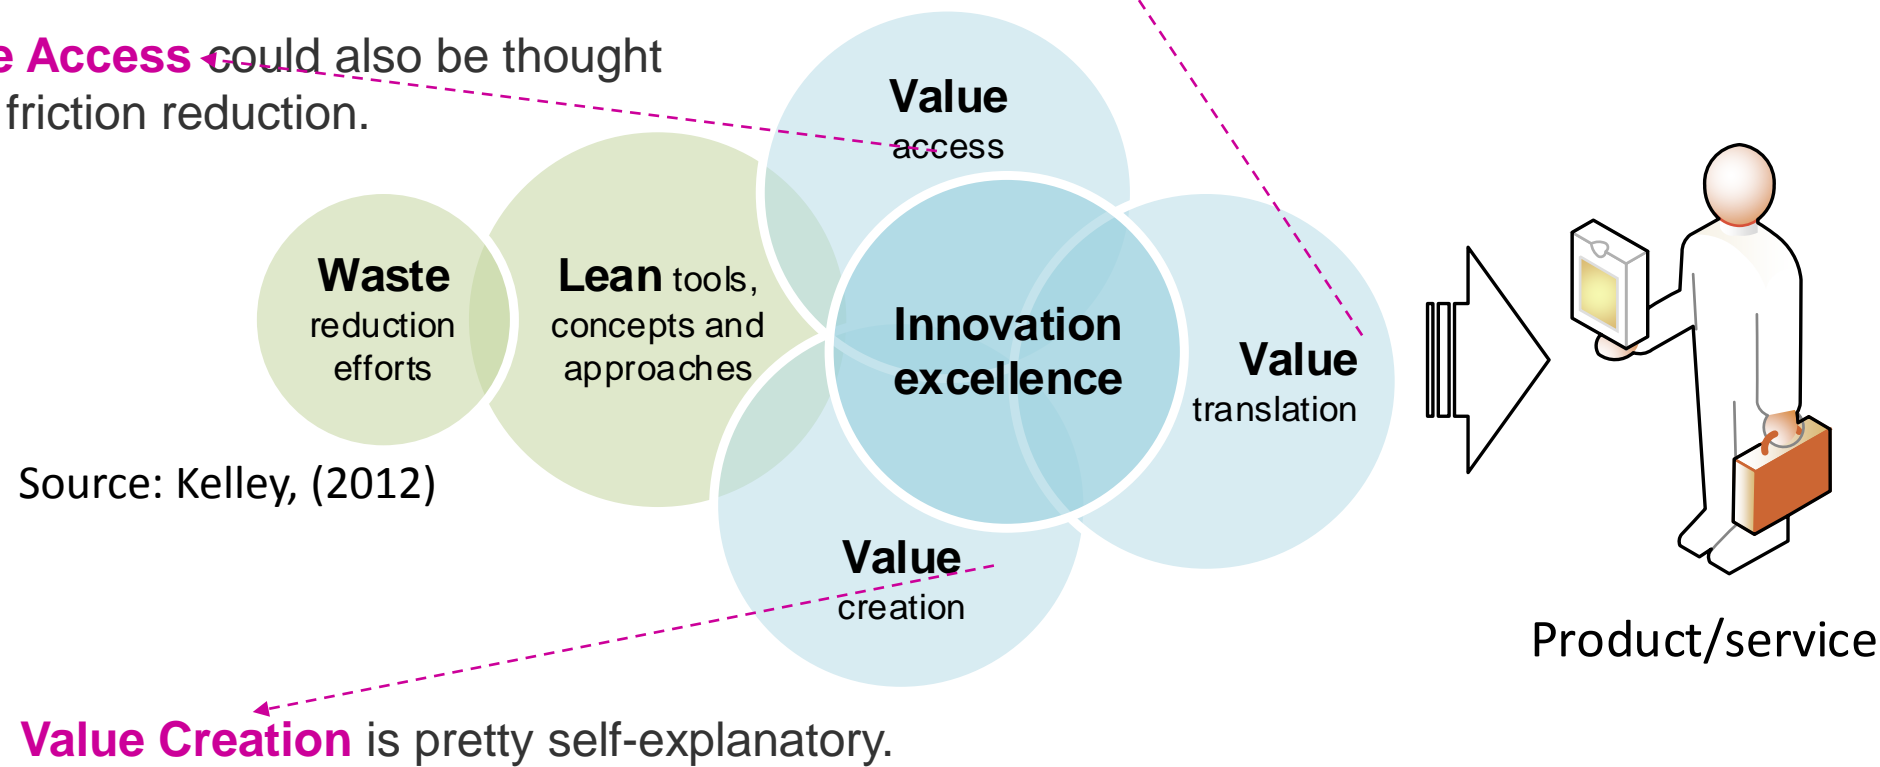 e Access could also be thought
friction reduction.
Value
access
Waste
reduction
efforts
Lean tools,
concepts and
approaches
Innovation
excellence
Value
translation
Source: Kelley, (2012)
Value
creation
Product/service
Value Creation is pretty self-explanatory.